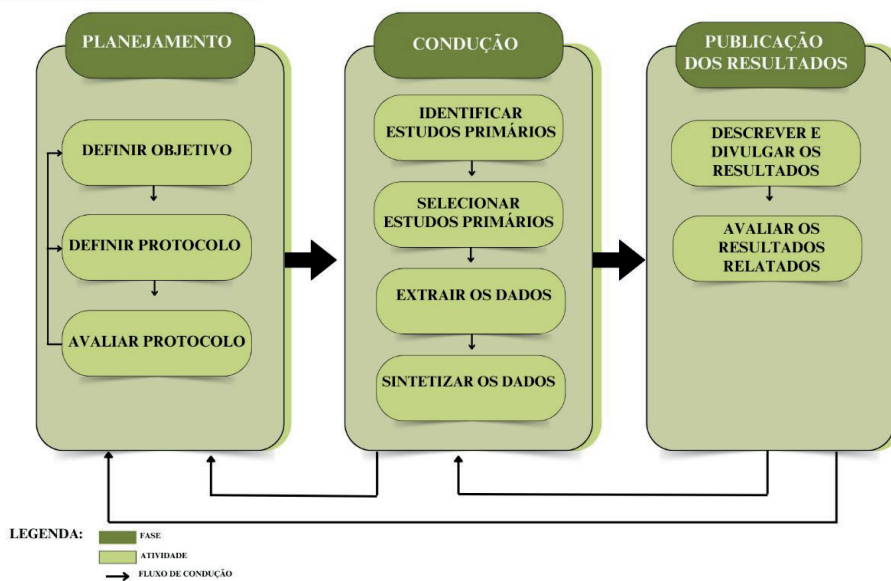 PLANEJAMENTO
DEFINIR OBJETIVO
DEFINIR PROTOCOLO
AVALIAR PROTOCOLO
CONDUÇÃO
IDENTIFICAR
ESTUDOS PRIMÁRIOS
SELECIONAR
ESTUDOS PRIMÁRIOS
EXTRAIR OS DADOS
SINTETIZAR OS DADOS
PUBLICAÇÃO
DOS RESULTADOS
DESCREVER E
DIVULGAR OS
RESULTADOS
AVALIAR OS
RESULTADOS
RELATADOS
LEGENDA:
FASE
ATIVIDADE
FLUXO DE CONDUÇÃO